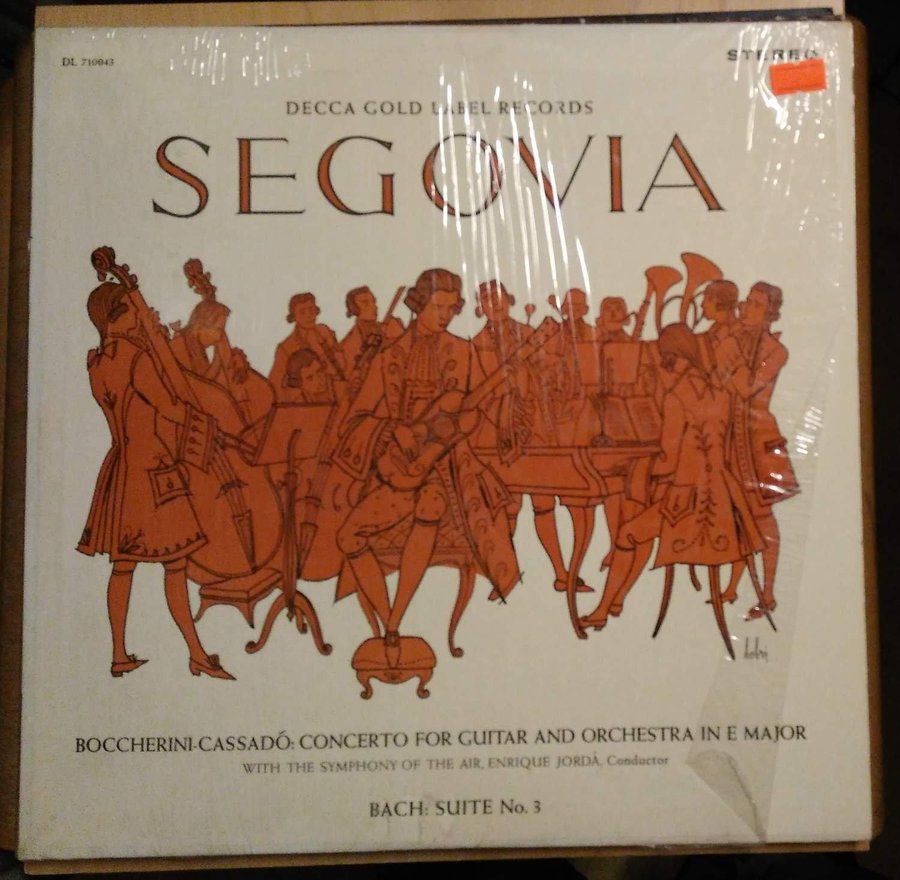 DL 710043
STEREO
DECCA GOLD LABEL RECORDS
SEGOVIA
BOCCHERINI-CASSADÓ: CONCERTO FOR GUITAR AND ORCHESTRA IN E MAJOR
WITH THE SYMPHONY OF THE AIR, ENRIQUE JORDÀ, Conductor
BACH: SUITE No. 3